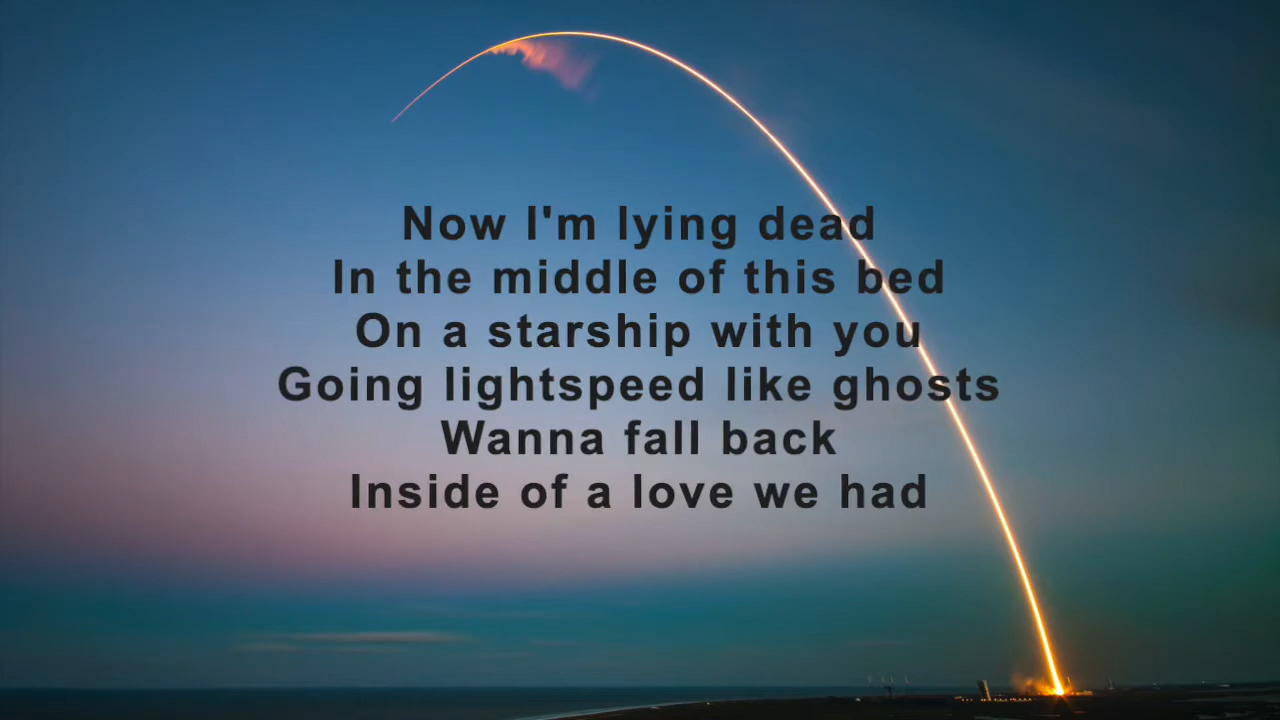 Now I'm lying dead
In the middle of this bed
On a starship with you
Going lightspeed like ghosts
Wanna fall back
Inside of a love we had